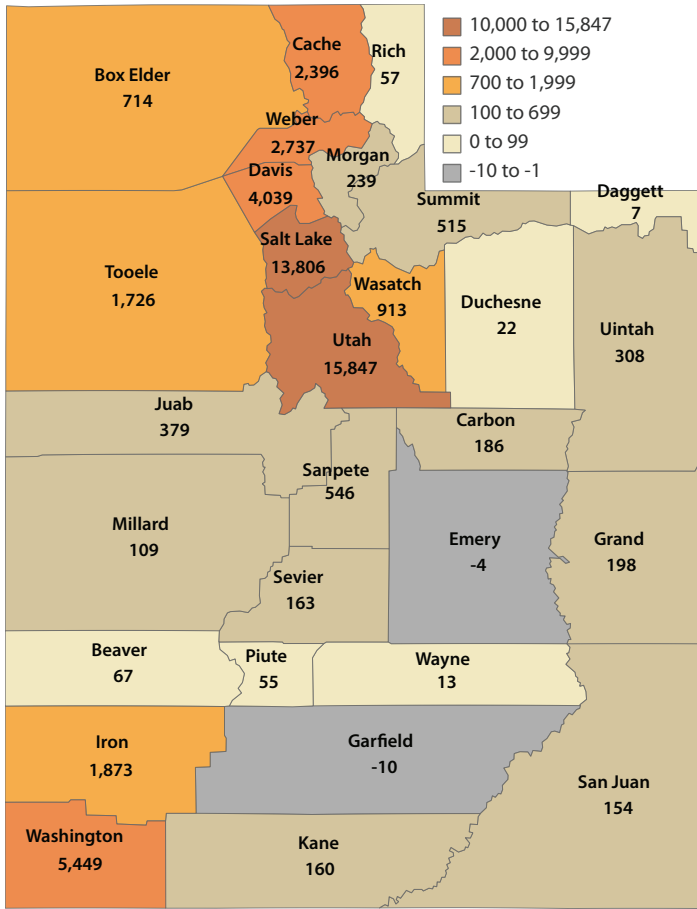 10,000 to 15,847
2,000 to 9,999
700 to 1,999
100 to 699
0 to 99
-10 to -1
Cache
2,396
Rich
57
Box Elder
714
Weber
2,737
Morgan
239
Davis
4,039
Summit
515
Daggett
7
Salt Lake
13,806
Tooele
1,726
Wasatch
913
Duchesne
22
Uintah
308
Utah
15,847
Juab
379
Carbon
186
Sanpete
546
Millard
109
Emery
-4
Grand
198
Sevier
163
Beaver
67
Piute
55
Wayne
13
Iron
1,873
Garfield
-10
San Juan
154
Washington
5,449
Kane
160